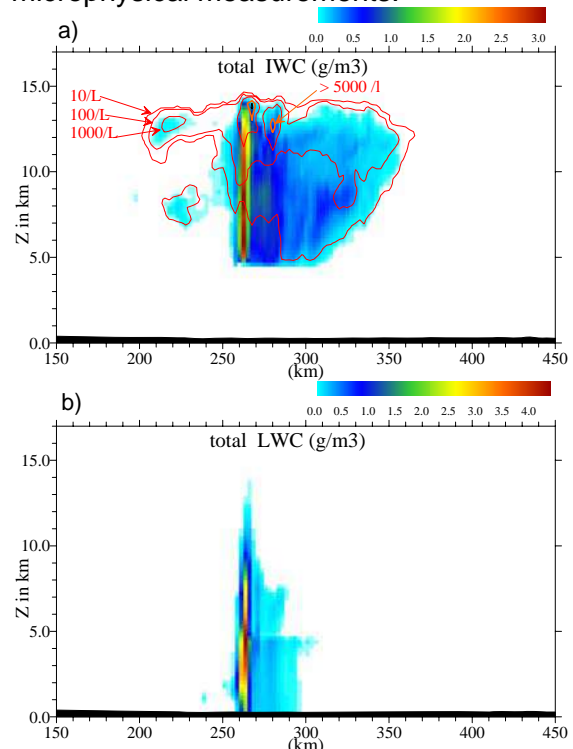 microphysical measurements.
a)
0.0 0.5 1.0 1.5 2.0 2.5 3.0
total IWC (g/m3)
15.0
10/L
100/L
1000/L
> 5000 /l
10.0
Z in km
5.0
0.0
150 200 250 300 350 400 450
(km)
b)
0.0 0.5 1.0 1.5 2.0 2.5 3.0 3.5 4.0
total LWC (g/m3)
15.0
10.0
Z in km
5.0
0.0
150 200 250 300 350 400 450
(km)